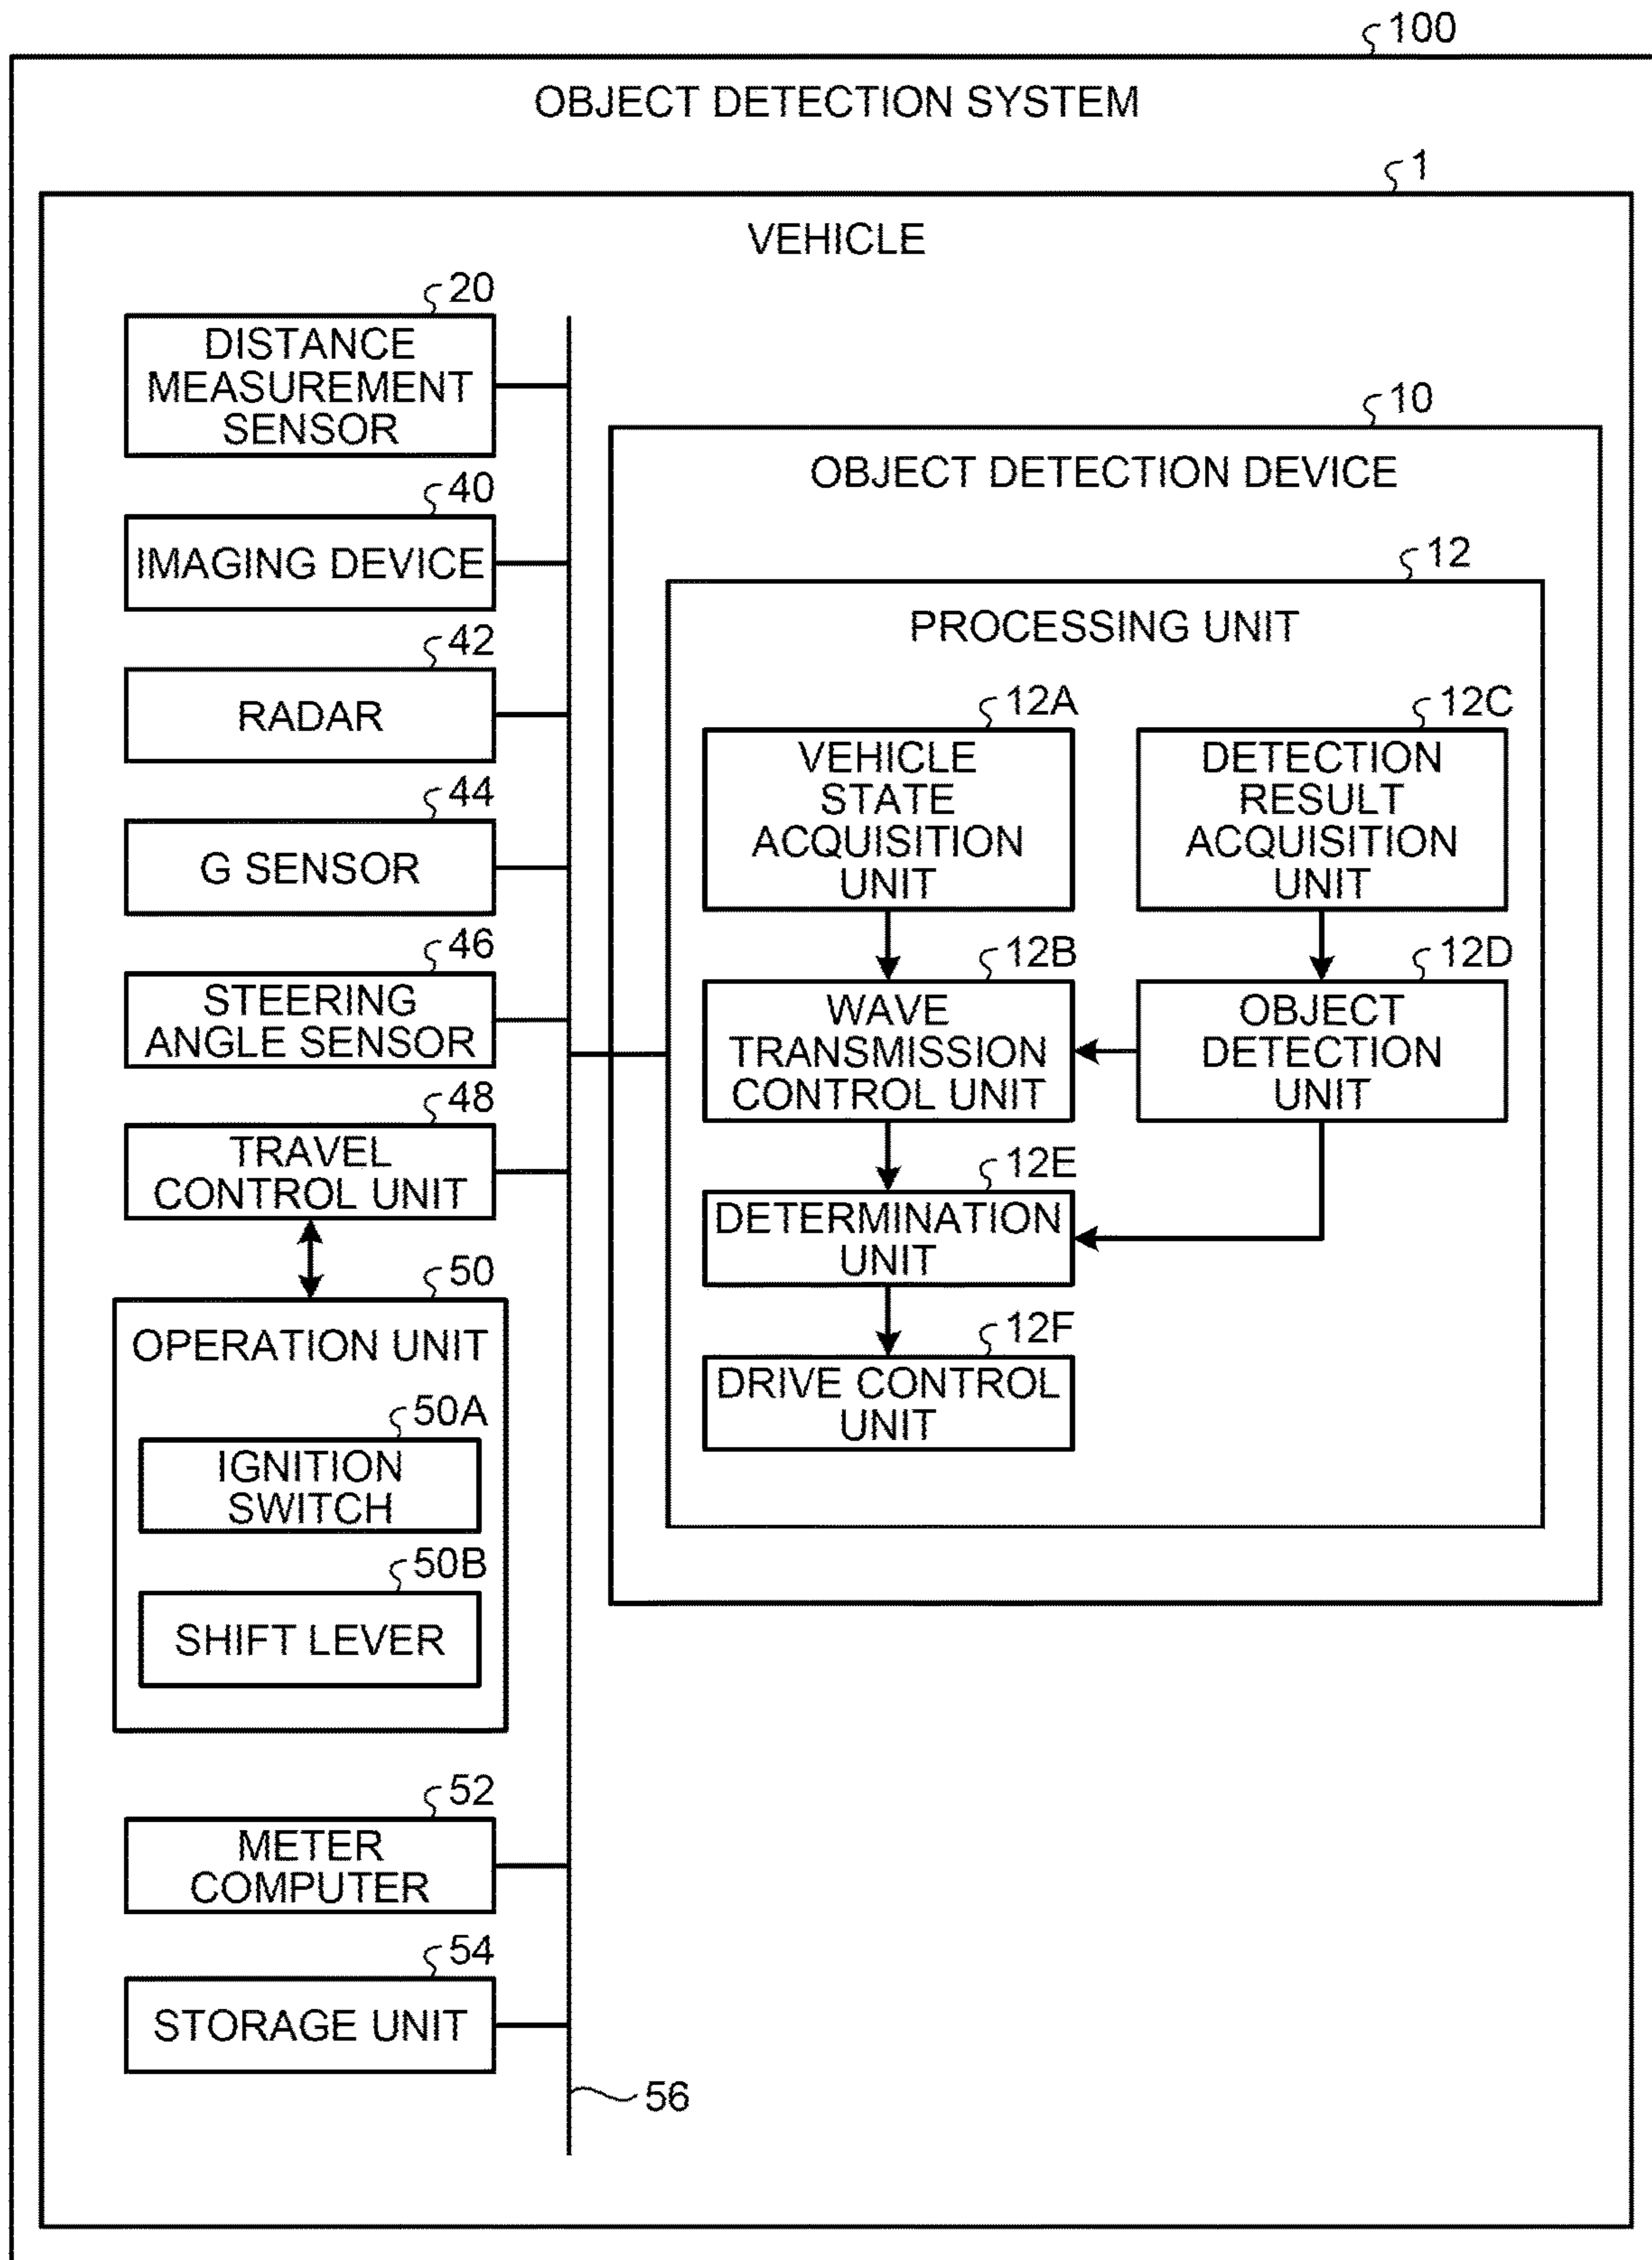 100
OBJECT DETECTION SYSTEM
1
VEHICLE
20
DISTANCE
MEASUREMENT
SENSOR
40
IMAGING DEVICE
42
RADAR
44
G SENSOR
46
STEERING
ANGLE SENSOR
48
TRAVEL
CONTROL UNIT
50
OPERATION UNIT
50A
IGNITION
SWITCH
50B
SHIFT LEVER
52
METER
COMPUTER
54
STORAGE UNIT
56
10
OBJECT DETECTION DEVICE
12
PROCESSING UNIT
12A
VEHICLE
STATE
ACQUISITION
UNIT
12C
DETECTION
RESULT
ACQUISITION
UNIT
12B
WAVE
TRANSMISSION
CONTROL UNIT
12D
OBJECT
DETECTION
UNIT
12E
DETERMINATION
UNIT
12F
DRIVE CONTROL
UNIT